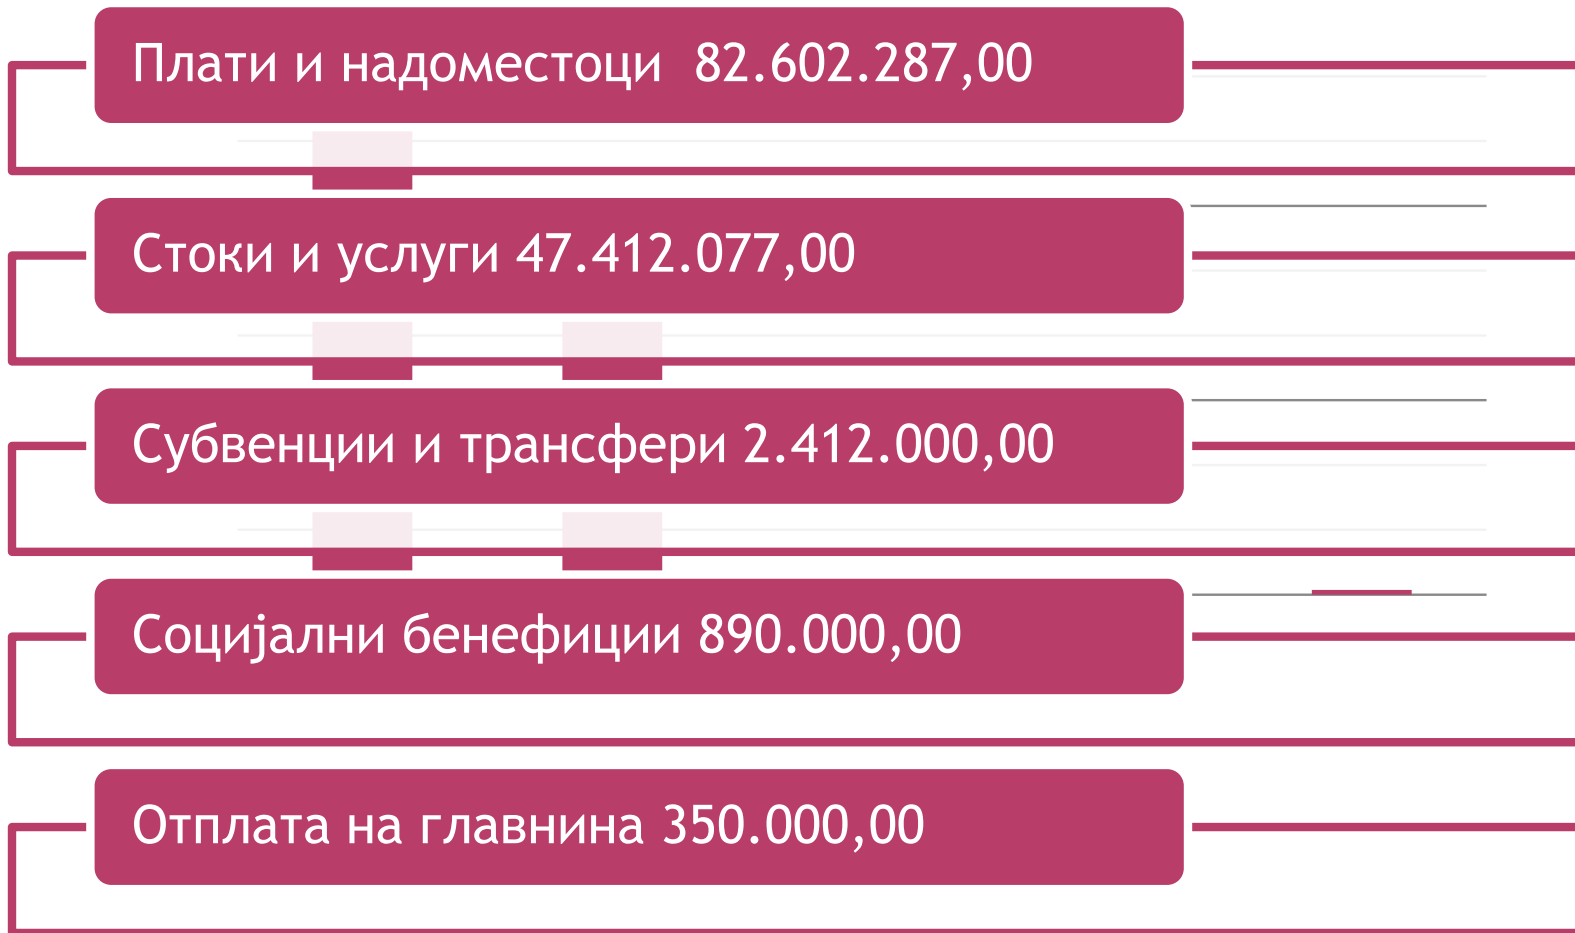 Плати и надоместоци  82.602.287,00
Стоки и услуги 47.412.077,00
Субвенции и трансфери 2.412.000,00
Социјални бенефиции 890.000,00
Отплата на главнина 350.000,00